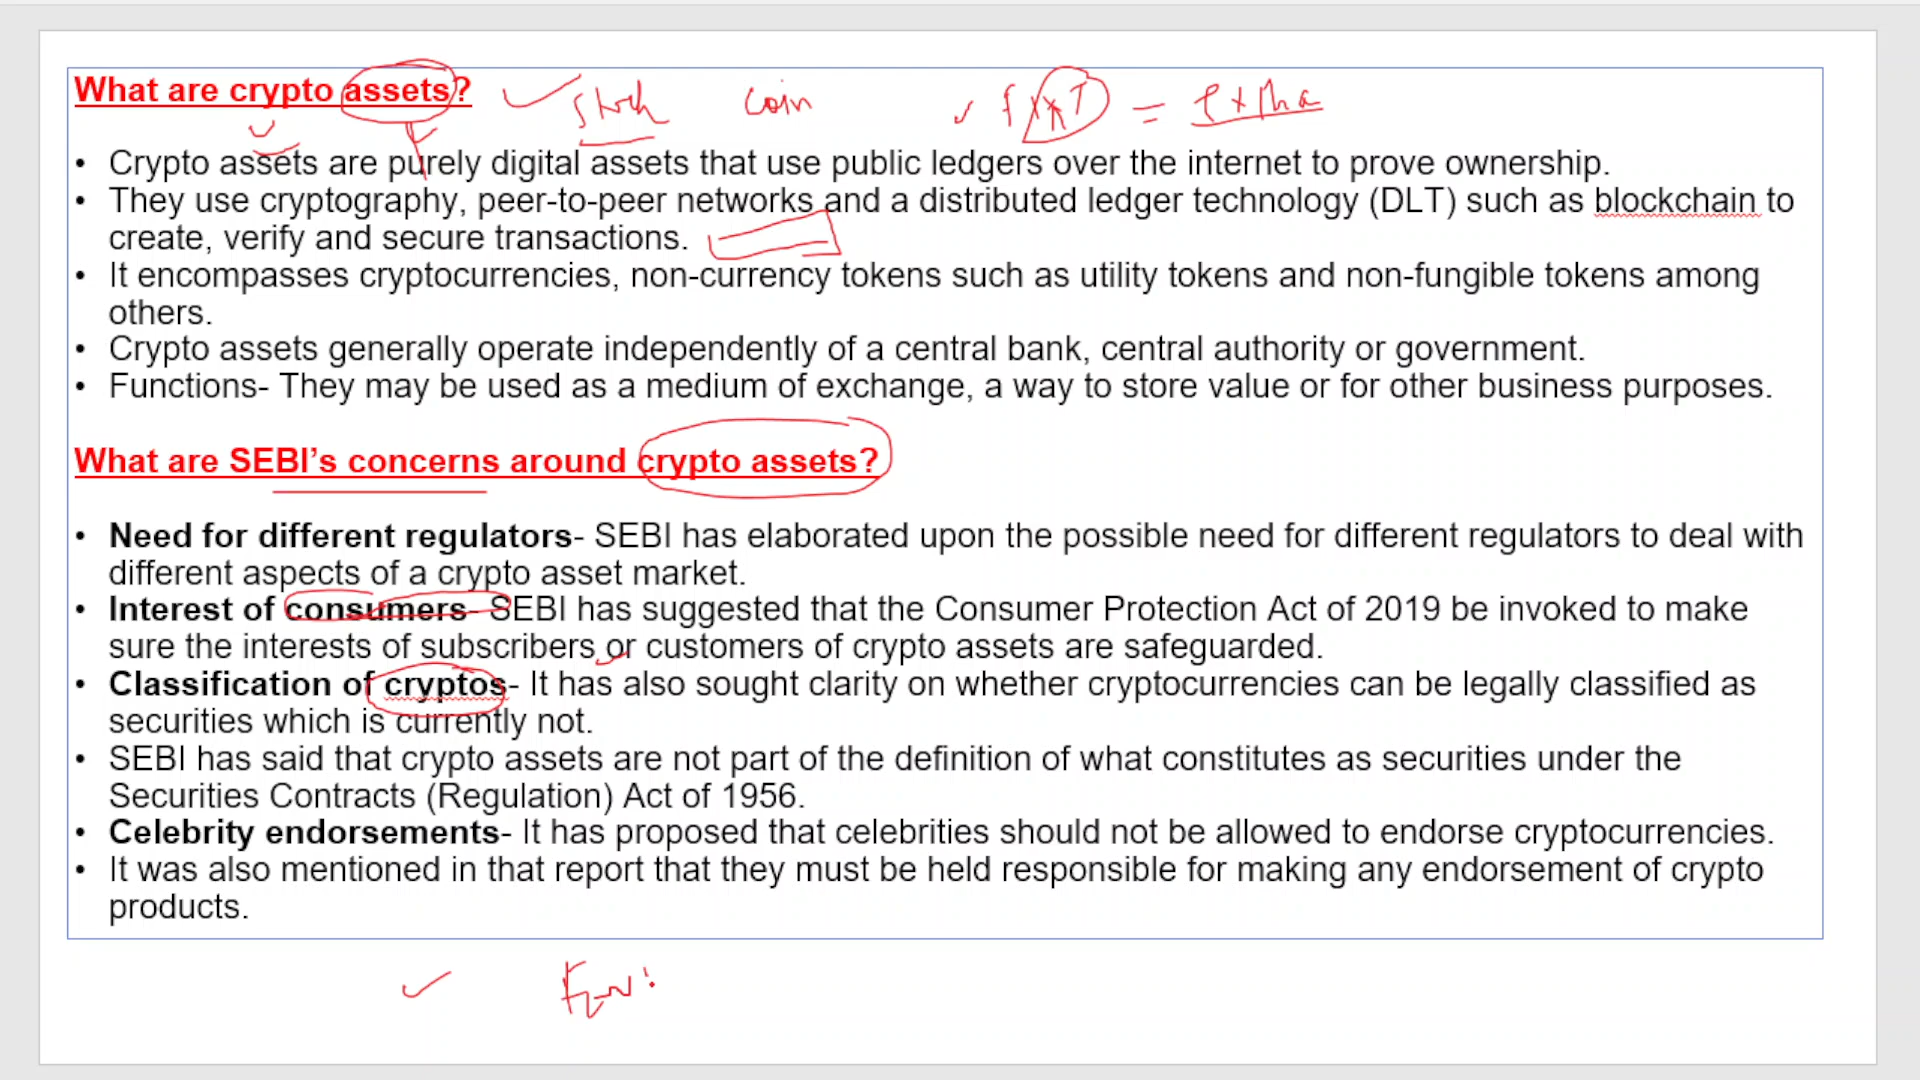 What are crypto assets?
coin
• Crypto assets are purely digital assets that use public ledgers over the internet to prove ownership.
• They use cryptography, peer-to-peer networks and a distributed ledger technology (DLT) such as blockchain to
create, verify and secure transactions.
• It encompasses cryptocurrencies, non-currency tokens such as utility tokens and non-fungible tokens among
others.
• Crypto assets generally operate independently of a central bank, central authority or government.
• Functions- They may be used as a medium of exchange, a way to store value or for other business purposes.
What are SEBI’s concerns around crypto assets?
• Need for different regulators- SEBI has elaborated upon the possible need for different regulators to deal with
different aspects of a crypto asset market.
• Interest of consumers- SEBI has suggested that the Consumer Protection Act of 2019 be invoked to make
sure the interests of subscribers or customers of crypto assets are safeguarded.
• Classification of cryptos- It has also sought clarity on whether cryptocurrencies can be legally classified as
securities which is currently not.
• SEBI has said that crypto assets are not part of the definition of what constitutes as securities under the
Securities Contracts (Regulation) Act of 1956.
• Celebrity endorsements- It has proposed that celebrities should not be allowed to endorse cryptocurrencies.
• It was also mentioned in that report that they must be held responsible for making any endorsement of crypto
products.